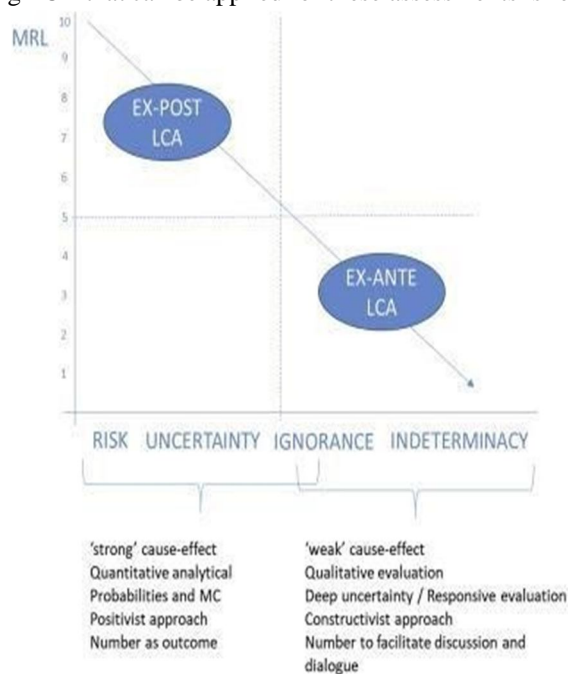 MRL
10
9
8
EX-POST
LCA
7
6
5
4
EX-ANTE
LCA
3
2
1
RISK UNCERTAINTY IGNORANCE INDETERMINACY
'strong' cause-effect
Quantitative analytical
Probabilities and MC
Positivist approach
Number as outcome
'weak' cause-effect
Qualitative evaluation
Deep uncertainty / Responsive evaluation
Constructivist approach
Number to facilitate discussion and
dialogue